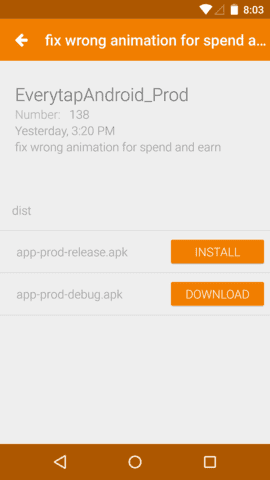 8:03
fix wrong animation for spend a...
EverytapAndroid_Prod
Number: 138
Yesterday, 3:20 PM
fix wrong animation for spend and earn
dist
app-prod-release.apk INSTALL
app-prod-debug.apk DOWNLOAD